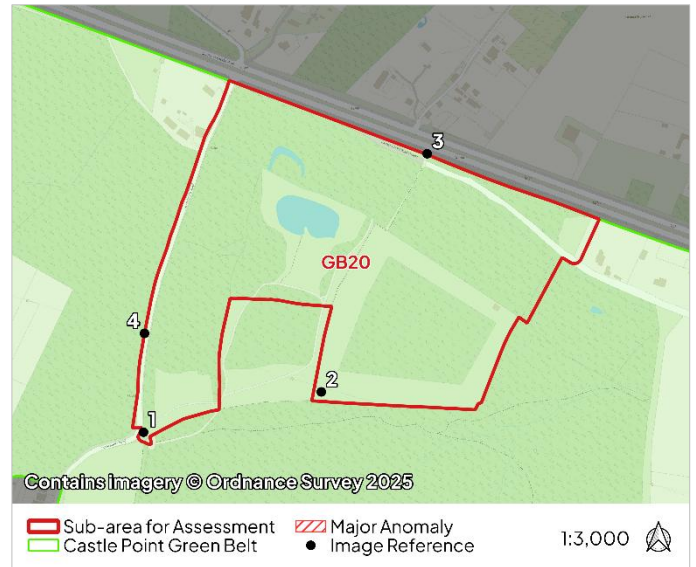 3
GB20
4
2
1
Contains imagery © Ordnance Survey 2025
Sub-area for Assessment
Major Anomaly
1:3,000
Castle Point Green Belt
Image Reference